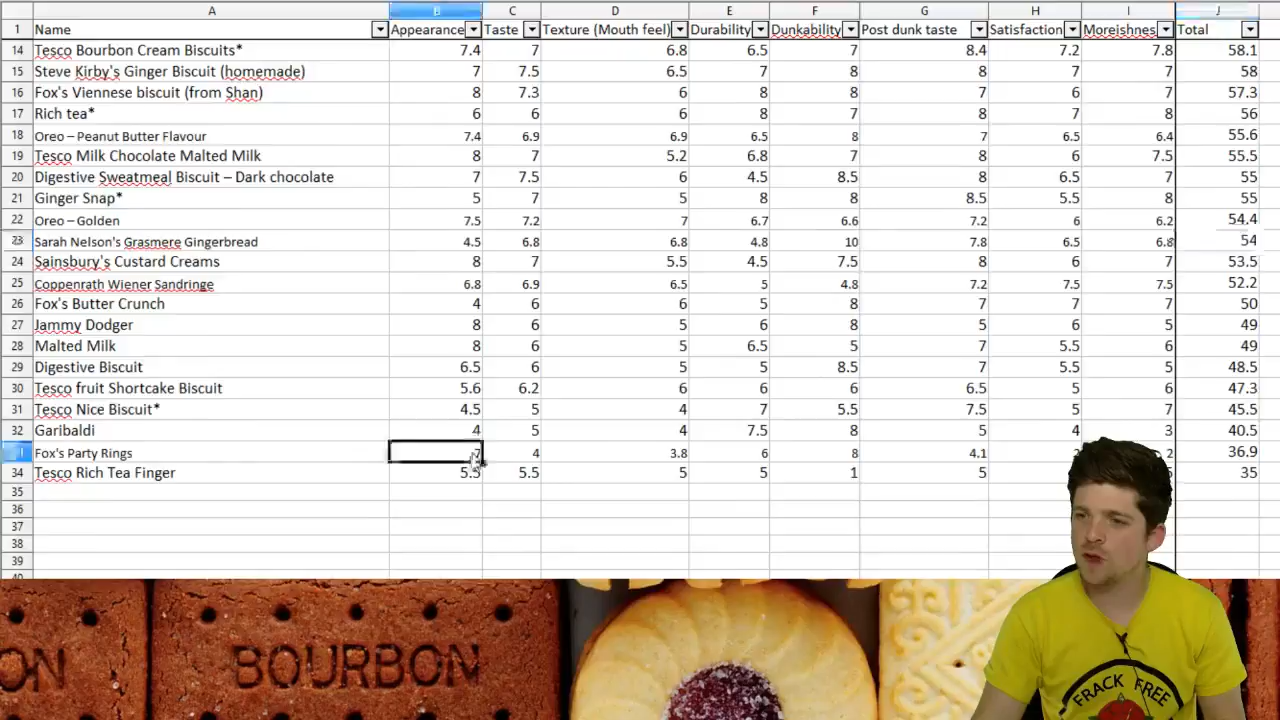 A B C D E F G H I J
1 Name Appearance Taste Texture (Mouth feel) Durability Dunkability Post dunk taste Satisfaction Moreishnes Total
14 Tesco Bourbon Cream Biscuits* 7.4 7 6.8 6.5 7 8.4 7.2 7.8 58.1
15 Steve Kirby's Ginger Biscuit (homemade) 7 7.5 6.5 7 8 8 7 7 58
16 Fox's Viennese biscuit (from Shan) 8 7.3 6 8 8 7 6 7 57.3
17 Rich tea* 6 6 6 8 7 8 7 8 56
18 Oreo – Peanut Butter Flavour 7.4 6.9 6.9 6.5 8 7 6.5 6.4 55.6
19 Tesco Milk Chocolate Malted Milk 8 7 5.2 6.8 7 8 6 7.5 55.5
20 Digestive Sweatmeal Biscuit – Dark chocolate 7 7.5 6 4.5 8.5 8 6.5 7 55
21 Ginger Snap* 5 7 5 8 8 8.5 5.5 8 55
22 Oreo – Golden 7.5 7.2 7 6.7 6.6 7.2 6 6.2 54.4
23 Sarah Nelson's Grasmere Gingerbread 4.5 6.8 6.8 4.8 10 7.8 6.5 6.8 54
24 Sainsbury's Custard Creams 8 7 5.5 4.5 7.5 8 6 7 53.5
25 Coppenrath Wiener Sandringe 6.8 6.9 6.5 5 4.8 7.2 7.5 7.5 52.2
26 Fox's Butter Crunch 4 6 6 5 8 7 7 7 50
27 Jammy Dodger 8 6 5 6 8 5 6 5 49
28 Malted Milk 8 6 5 6.5 5 7 5.5 6 49
29 Digestive Biscuit 6.5 6 5 5 8.5 7 5.5 5 48.5
30 Tesco fruit Shortcake Biscuit 5.6 6.2 6 6 6 6.5 5 6 47.3
31 Tesco Nice Biscuit* 4.5 5 4 7 5.5 7.5 5 7 45.5
32 Garibaldi 4 5 4 7.5 8 5 4 3 40.5
Fox's Party Rings 7 4 3.8 6 8 4.1 2 2 36.9
34 Tesco Rich Tea Finger 5.5 5.5 5 5 1 5 35
35
36
37
38
39
40
ON BOURBON
FRACK FREE